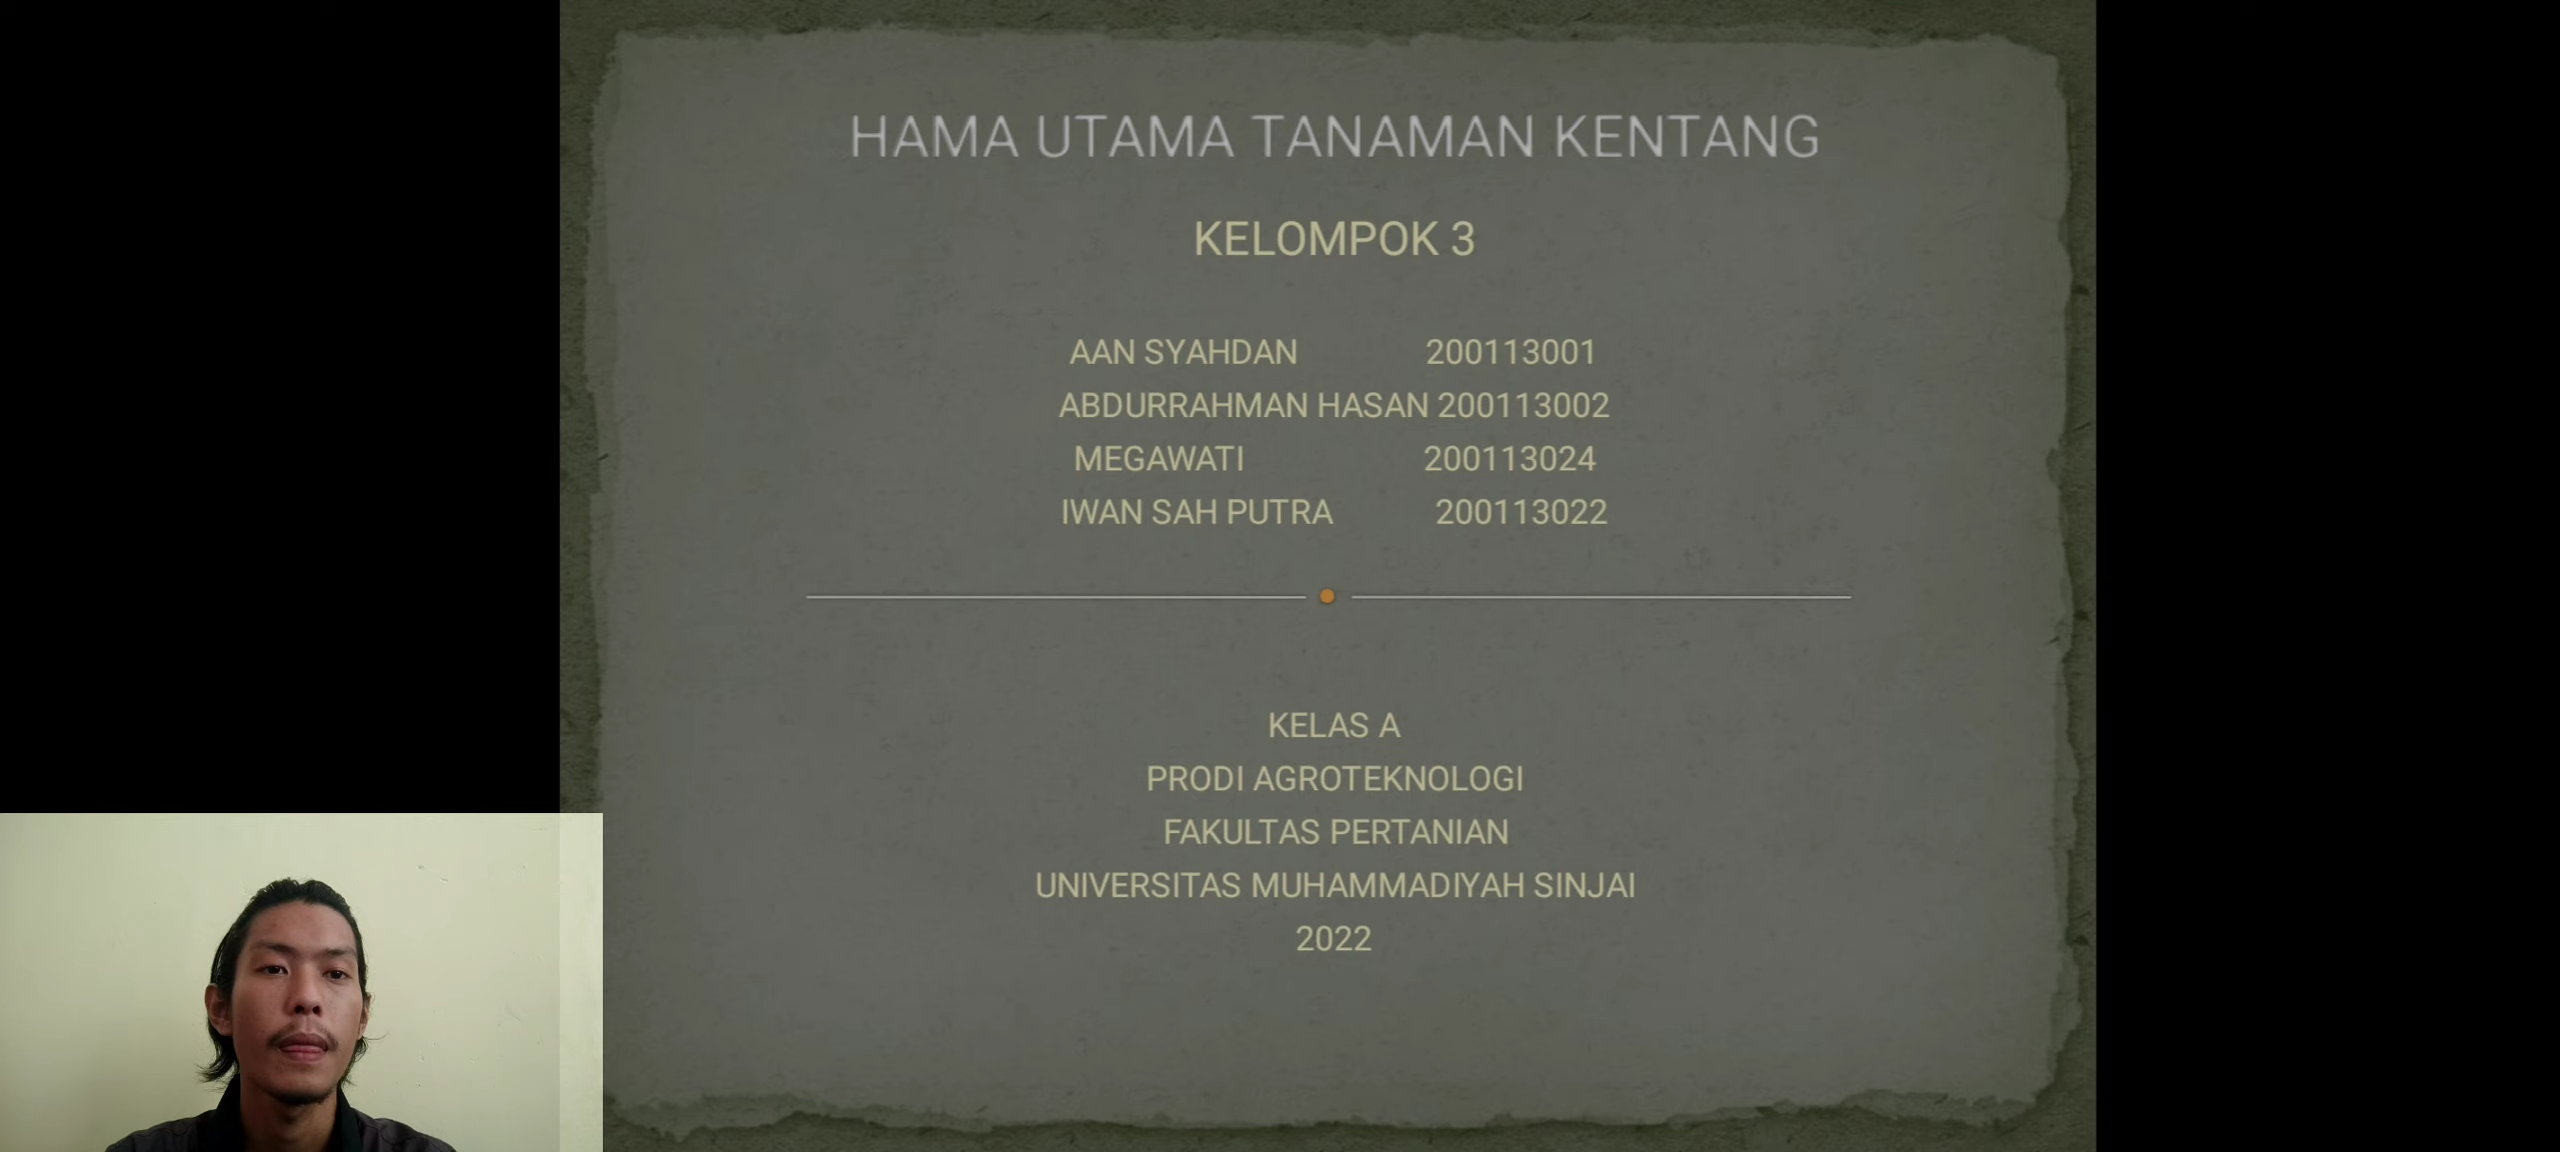 HAMA UTAMA TANAMAN KENTANG
KELOMPOK 3
AAN SYAHDAN 200113001
ABDURRAHMAN HASAN 200113002
MEGAWATI 200113024
IWAN SAH PUTRA 200113022
KELAS A
PRODI AGROTEKNOLOGI
FAKULTAS PERTANIAN
UNIVERSITAS MUHAMMADIYAH SINJAI
2022